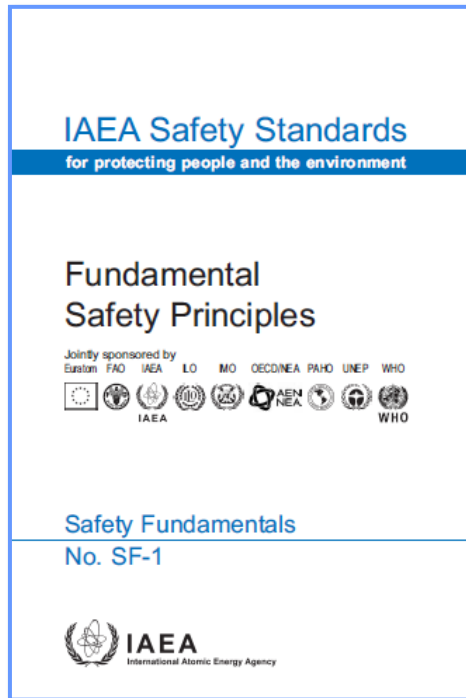 IAEA Safety Standards
for protecting people and the environment
Fundamental
Safety Principles
Jointly sponsored by
Euratom FAO IAEA ILO IMO OECD/NEA PAHO UNEP WHO
AEN
NEA
IAEA
WHO
Safety Fundamentals
No. SF-1
IAEA
International Atomic Energy Agency